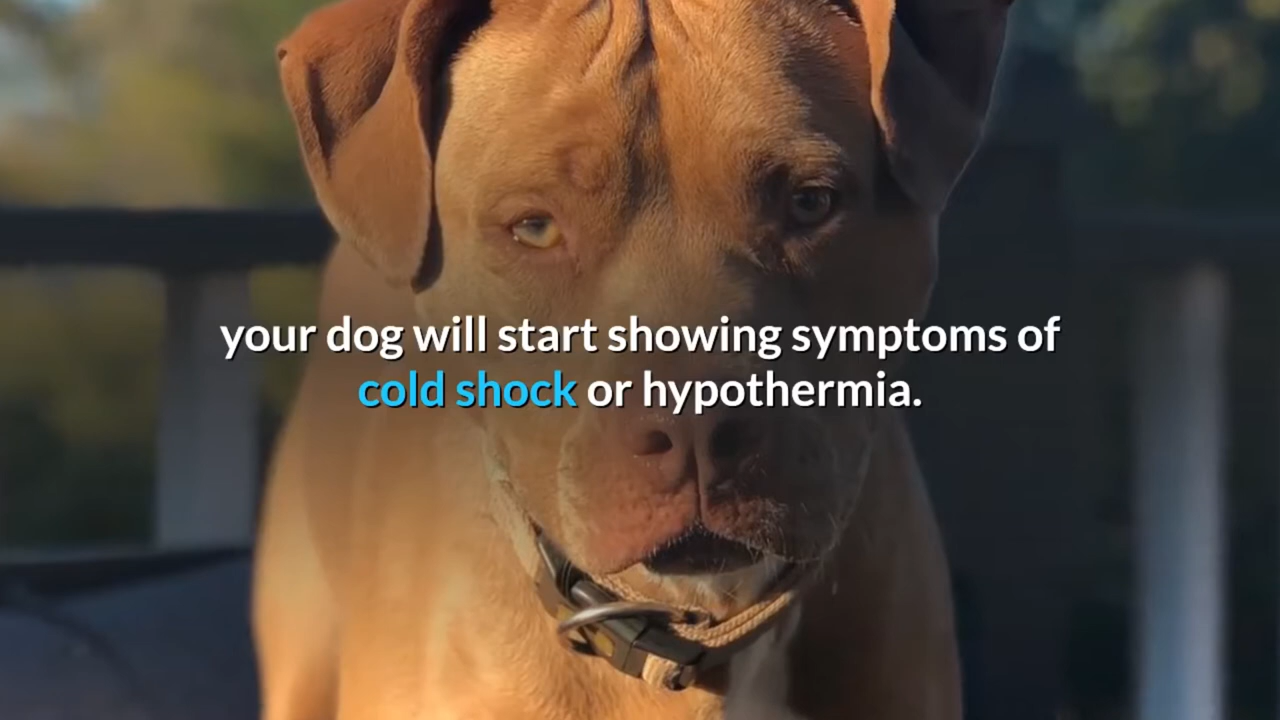 your dog will start showing symptoms of
cold shock or hypothermia.